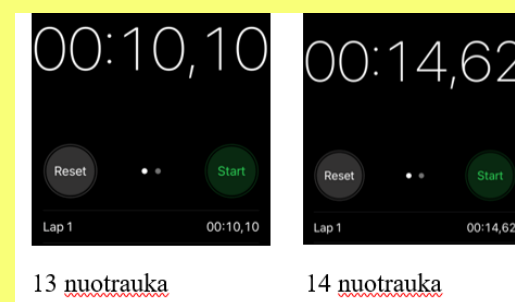 00:10,10
Reset
Start
Lap 1
00:10,10
13 nuotrauka
00:14,62
Reset
Start
Lap 1
00:14,62
14 nuotrauka